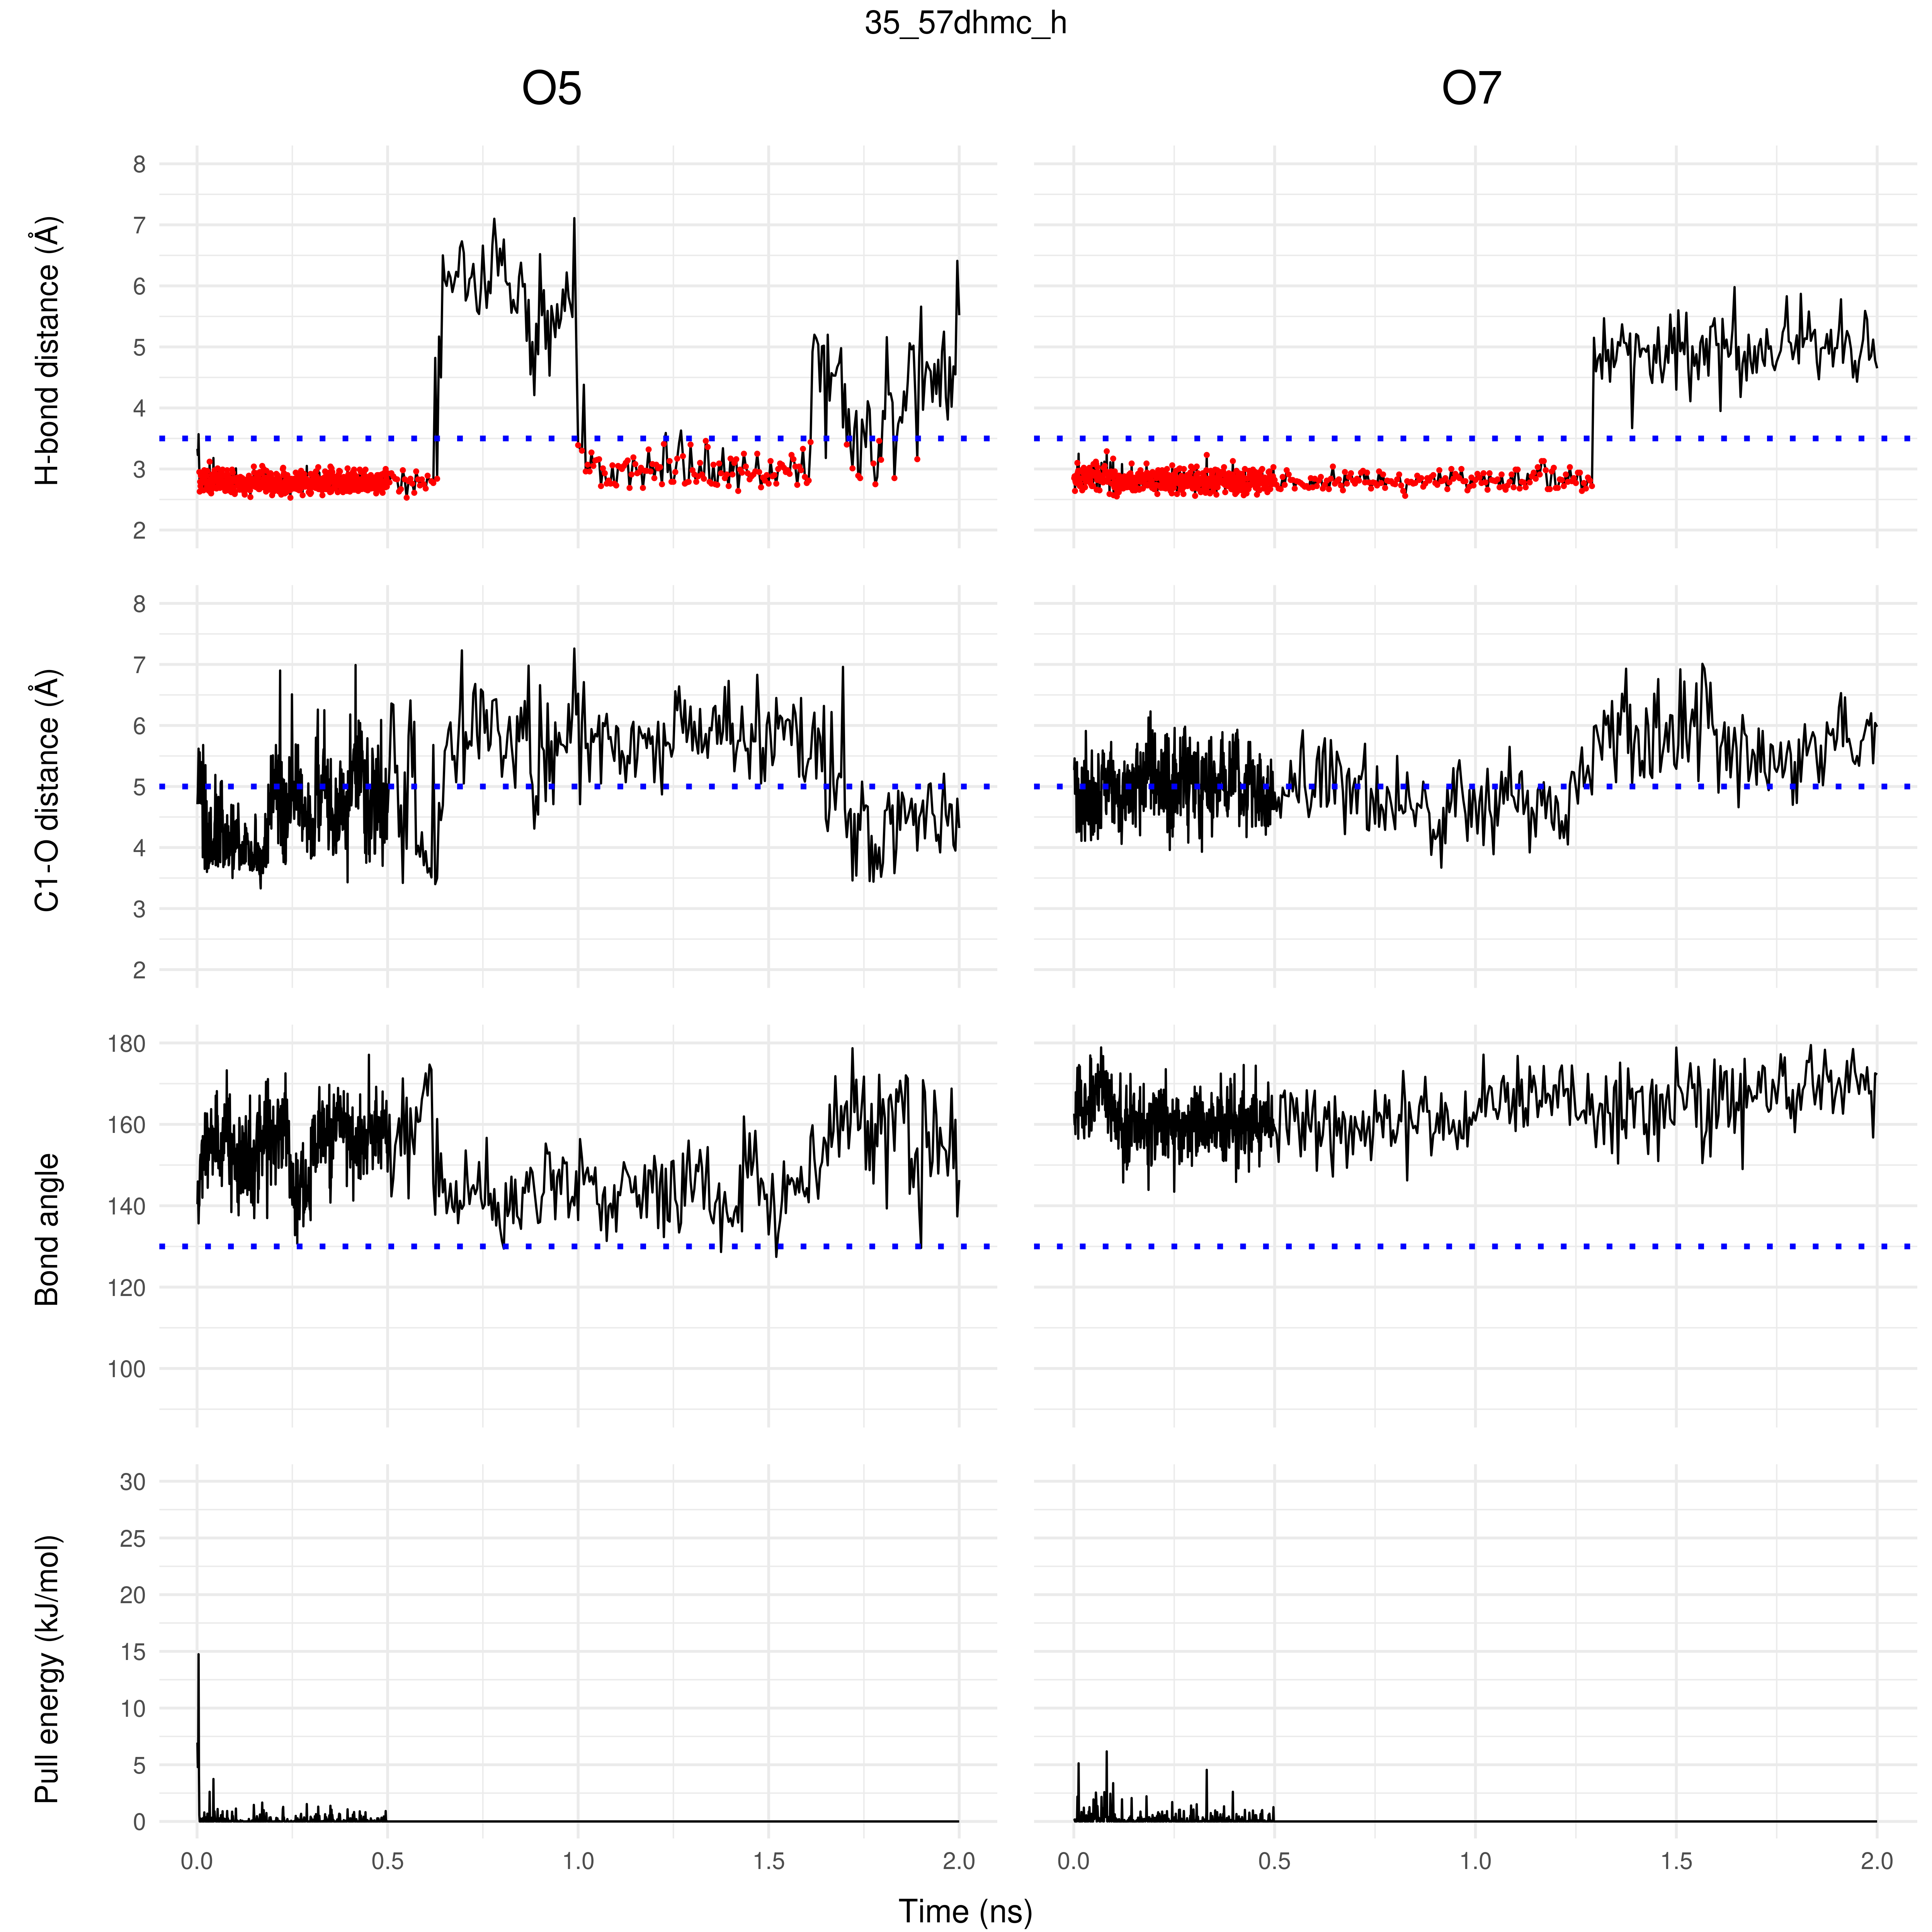 35_57dhmc_h
O5
O7
H-bond distance (Å)
8
7
6
5
4
3
2
C1-O distance (Å)
8
7
6
5
4
3
2
Bond angle
180
160
140
120
100
Pull energy (kJ/mol)
30
25
20
15
10
5
0
0.0 0.5 1.0 1.5 2.0 0.0 0.5 1.0 1.5 2.0
Time (ns)